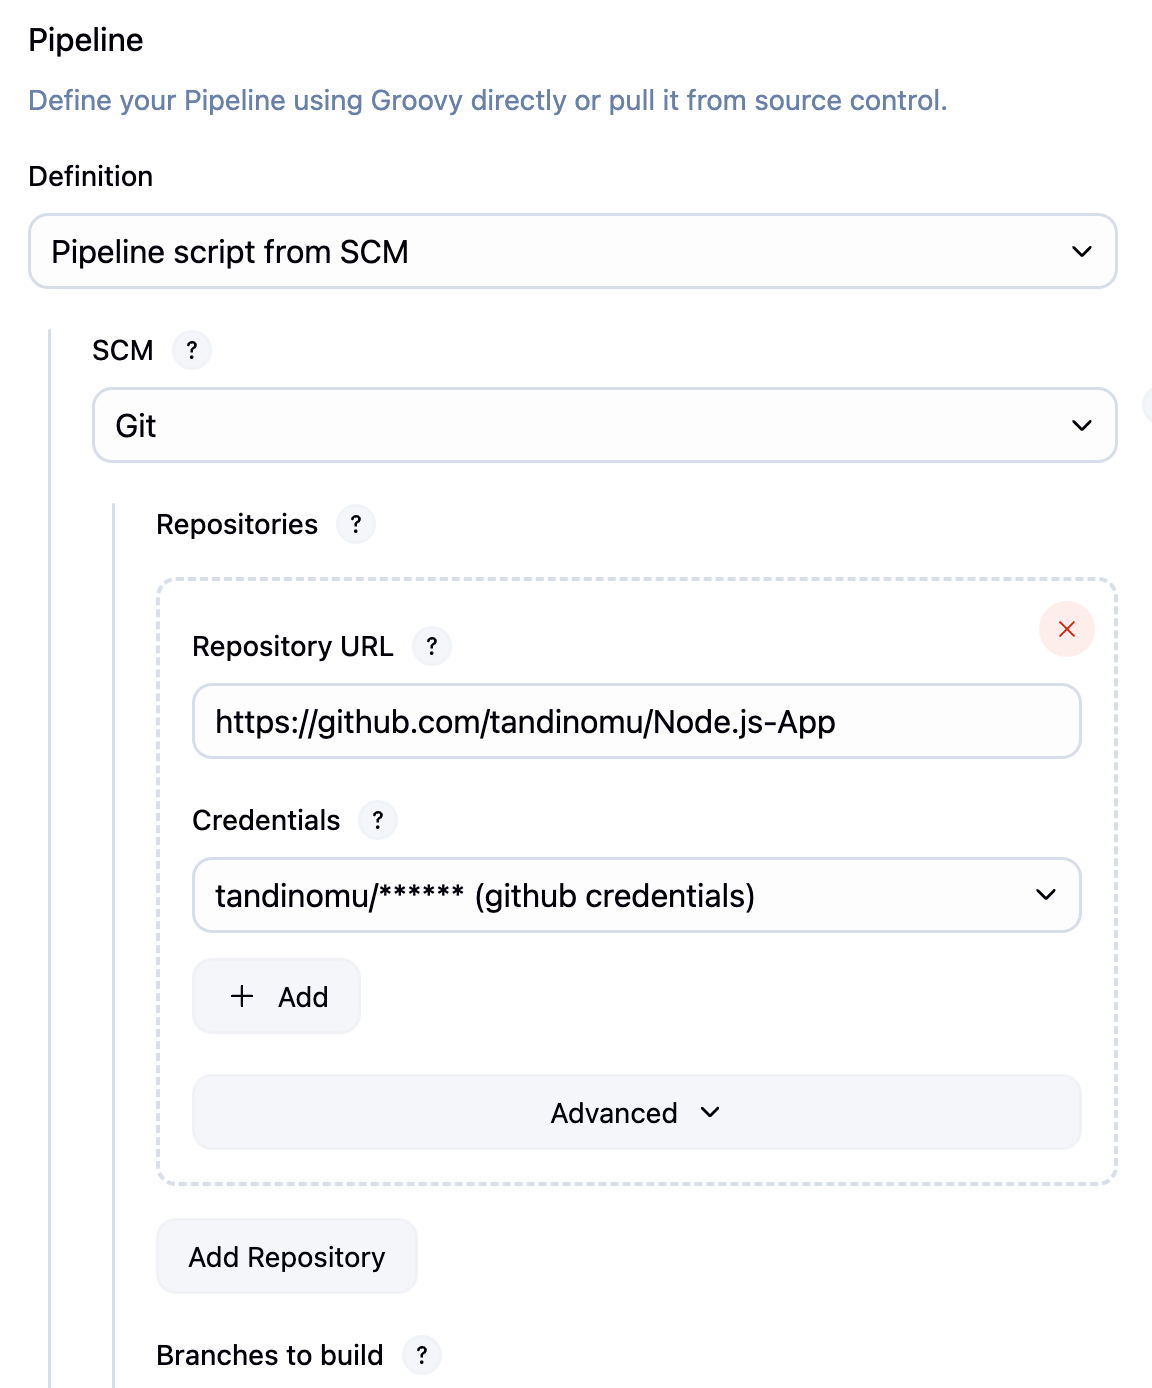 Pipeline
Define your Pipeline using Groovy directly or pull it from source control.
Definition
Pipeline script from SCM
SCM ?
Git
Repositories ?
Repository URL ?
https://github.com/tandinomu/Node.js-App
Credentials ?
tandinomu/****** (github credentials)
+ Add
Advanced
Add Repository
Branches to build ?